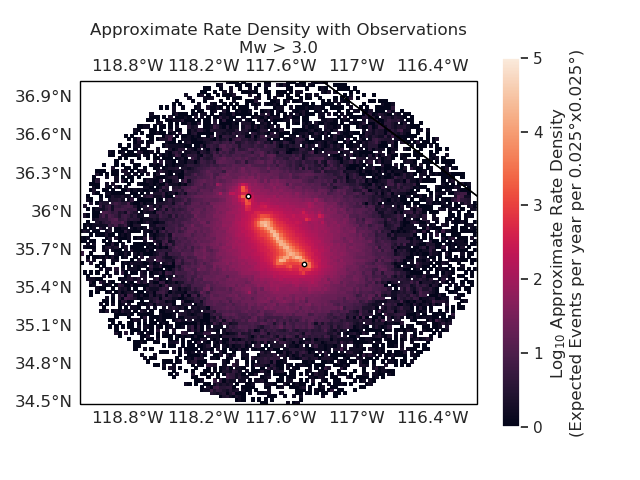 Approximate Rate Density with Observations
Mw > 3.0
118.8°W 118.2°W 117.6°W 117°W 116.4°W
36.9°N
36.6°N
36.3°N
36°N
35.7°N
35.4°N
35.1°N
34.8°N
34.5°N
118.8°W 118.2°W 117.6°W 117°W 116.4°W
5
4
3
2
1
0
Log₁₀ Approximate Rate Density
(Expected Events per year per 0.025°x0.025°)